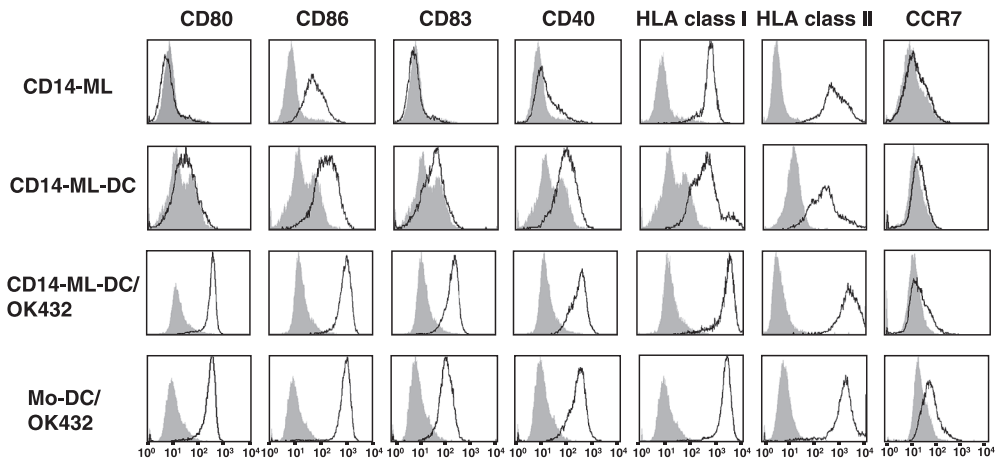 CD80 CD86 CD83 CD40 HLA class I HLA class II CCR7
CD14-ML
CD14-ML-DC
CD14-ML-DC/
OK432
Mo-DC/
OK432
10⁰ 10¹ 10² 10³ 10⁴ 10⁰ 10¹ 10² 10³ 10⁴ 10⁰ 10¹ 10² 10³ 10⁴ 10⁰ 10¹ 10² 10³ 10⁴ 10⁰ 10¹ 10² 10³ 10⁴ 10⁰ 10¹ 10² 10³ 10⁴ 10⁰ 10¹ 10² 10³ 10⁴